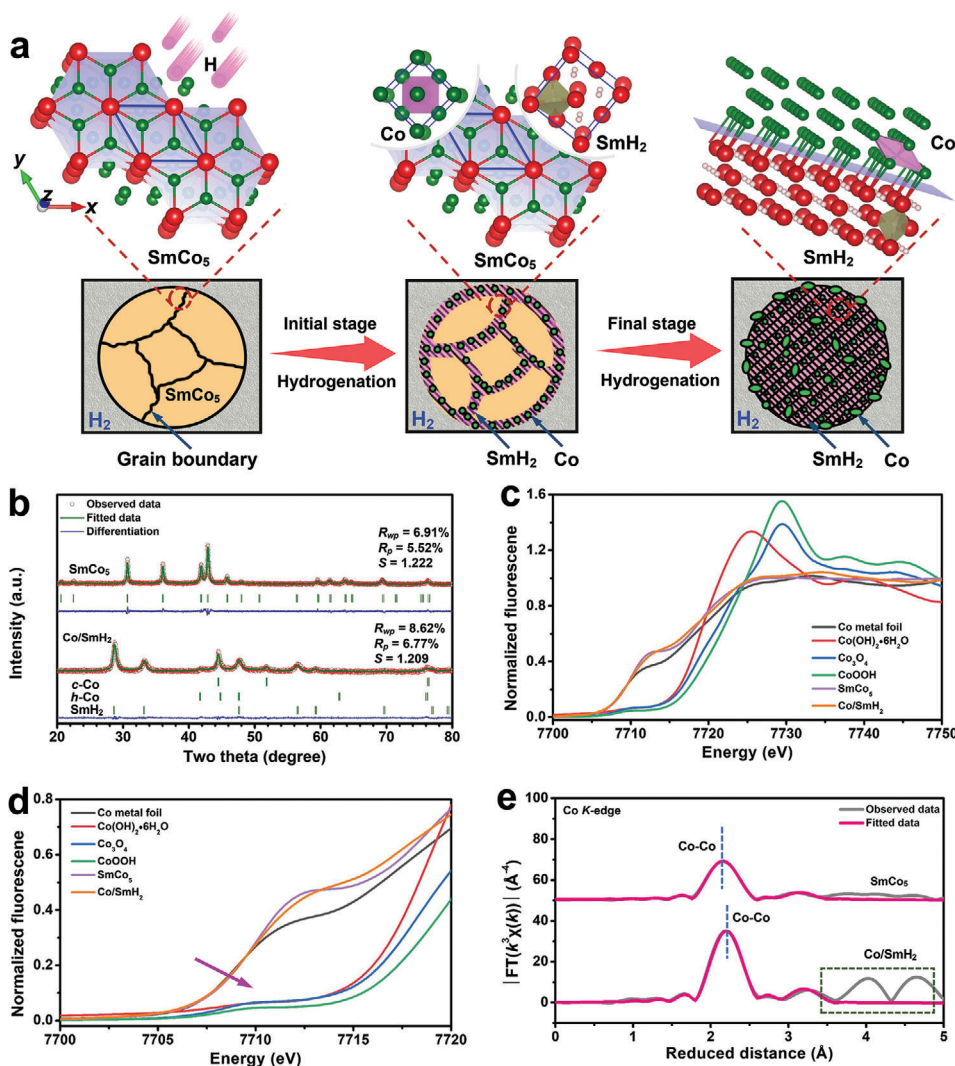 a
H
Co
SmH₂
Co
y
z
x
SmCo₅
SmCo₅
SmH₂
SmCo₅
H₂
Grain boundary
Initial stage
Hydrogenation
H₂
SmH₂
Co
Final stage
Hydrogenation
H₂
SmH₂
Co
b
Observed data
Fitted data
Differentiation
Rwp = 6.91%
Rp = 5.52%
S = 1.222
SmCo₅
Rwp = 8.62%
Rp = 6.77%
S = 1.209
Co/SmH₂
c-Co
h-Co
SmH₂
Intensity (a.u.)
20 30 40 50 60 70 80
Two theta (degree)
c
1.6
1.2
0.8
0.4
0.0
Normalized fluorescene
Co metal foil
Co(OH)₂•6H₂O
Co₃O₄
CoOOH
SmCo₅
Co/SmH₂
7700 7710 7720 7730 7740 7750
Energy (eV)
d
0.8
0.6
0.4
0.2
0.0
Normalized fluorescene
Co metal foil
Co(OH)₂•6H₂O
Co₃O₄
CoOOH
SmCo₅
Co/SmH₂
7700 7705 7710 7715 7720
Energy (eV)
e
100
80
60
40
20
0
|FT(k³χ(k))| (Å⁻⁴)
Co K-edge
Observed data
Fitted data
Co-Co
SmCo₅
Co-Co
Co/SmH₂
0 1 2 3 4 5
Reduced distance (Å)